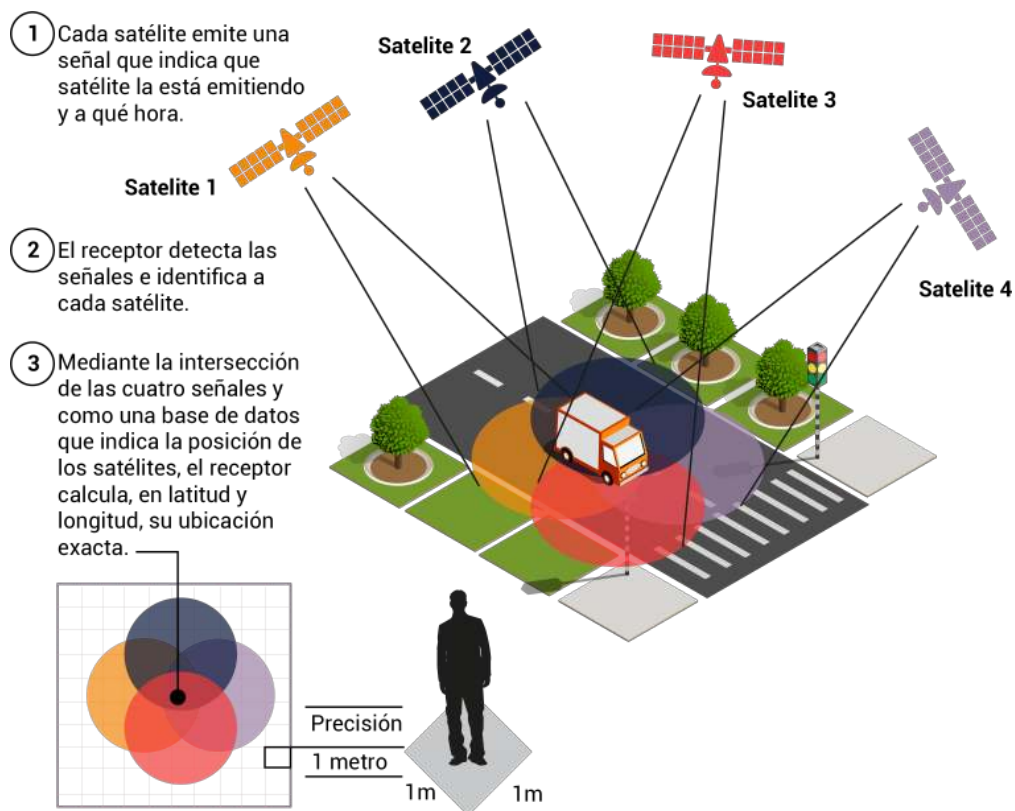 1
Cada satélite emite una
señal que indica que
satélite la está emitiendo
y a qué hora.
Satelite 1
Satelite 2
Satelite 3
Satelite 4
2
El receptor detecta las
señales e identifica a
cada satélite.
3
Mediante la intersección
de las cuatro señales y
como una base de datos
que indica la posición de
los satélites, el receptor
calcula, en latitud y
longitud, su ubicación
exacta.
Precisión
1 metro
1m
1m